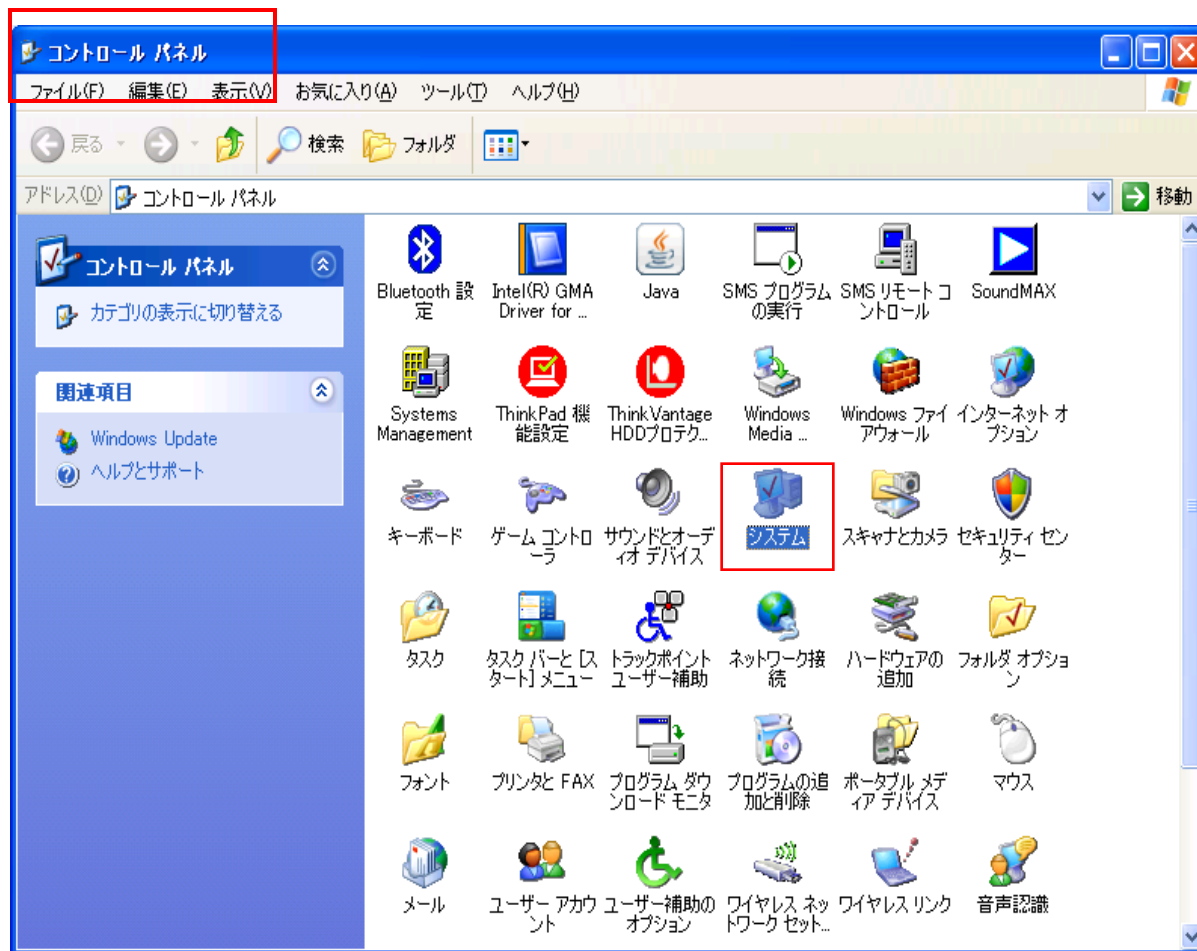 コントロール パネル
ファイル(F) 編集(E) 表示(V) お気に入り(A) ツール(T) ヘルプ(H)
戻る 検索 フォルダ
アドレス(D) コントロール パネル 移動
コントロール パネル
カテゴリの表示に切り替える
関連項目
Windows Update
ヘルプとサポート
Bluetooth 設
定
Intel(R) GMA
Driver for ...
Java
SMS プログラム
の実行
SMS リモート コ
ントロール
SoundMAX
Systems
Management
ThinkPad 機
能設定
ThinkVantage
HDDプロテク...
Windows
Media ...
Windows ファイ
アウォール
インターネット オ
プション
キーボード
ゲーム コントロ
ーラ
サウンドとオーデ
ィオ デバイス
システム
スキャナとカメラ
セキュリティ セン
ター
タスク
タスク バーと [ス
タート] メニュー
トラックポイント
ユーザー補助
ネットワーク接
続
ハードウェアの
追加
フォルダ オプショ
ン
フォント
プリンタと FAX
プログラム ダウ
ンロード モニタ
プログラムの追
加と削除
ポータブル メデ
ィア デバイス
マウス
メール
ユーザー アカウ
ント
ユーザー補助の
オプション
ワイヤレス ネッ
トワーク セット...
ワイヤレス リンク
音声認識